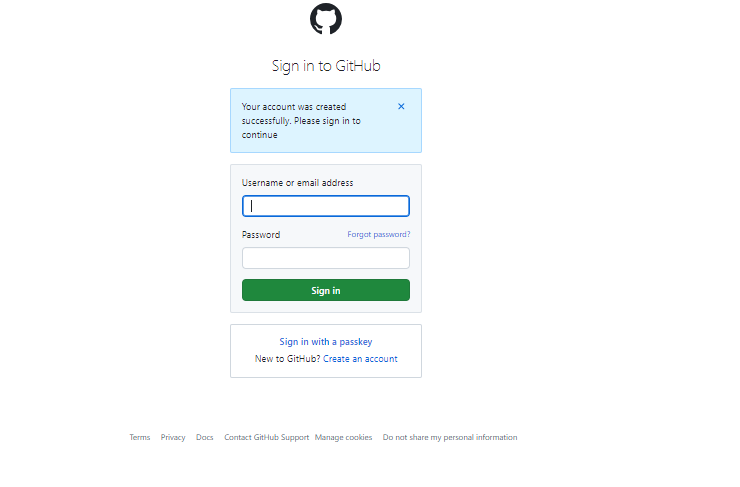 Sign in to GitHub
Your account was created
successfully. Please sign in to
continue
Username or email address
Password Forgot password?
Sign in
Sign in with a passkey
New to GitHub? Create an account
Terms Privacy Docs Contact GitHub Support Manage cookies Do not share my personal information